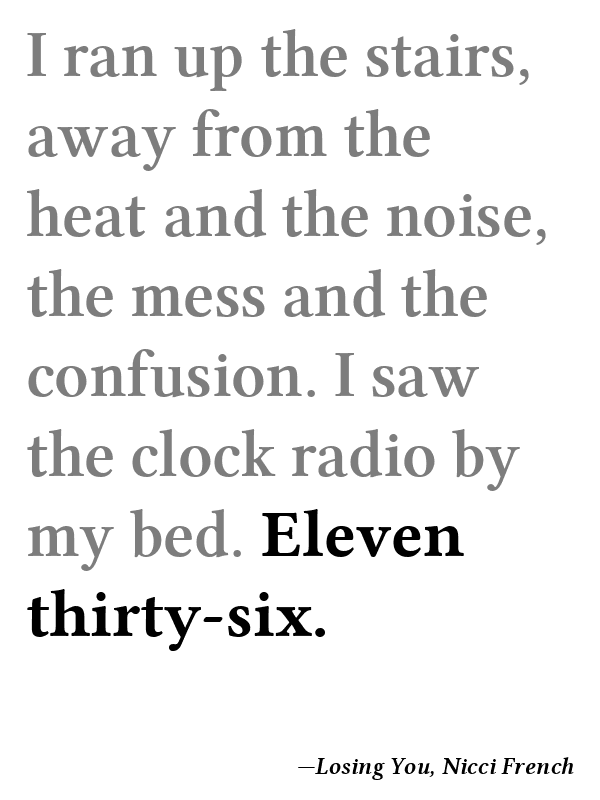 I ran up the stairs,
away from the
heat and the noise,
the mess and the
confusion. I saw
the clock radio by
my bed. Eleven
thirty-six.
—Losing You, Nicci French